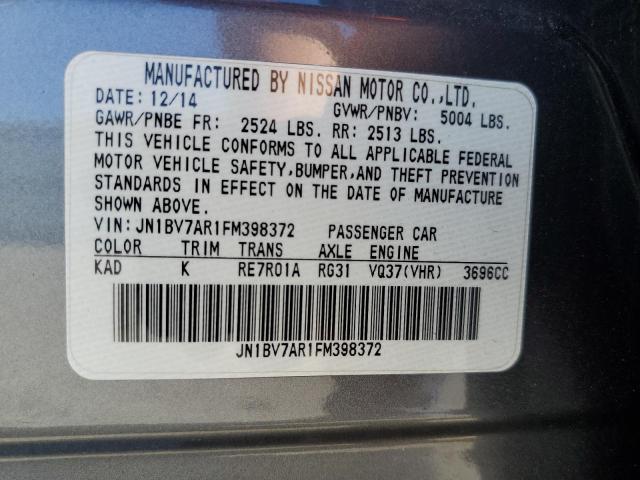 MANUFACTURED BY NISSAN MOTOR CO.,LTD.
DATE: 12/14 GVWR/PNBV: 5004 LBS.
GAWR/PNBE FR: 2524 LBS. RR: 2513 LBS.
THIS VEHICLE CONFORMS TO ALL APPLICABLE FEDERAL
MOTOR VEHICLE SAFETY,BUMPER,AND THEFT PREVENTION
STANDARDS IN EFFECT ON THE DATE OF MANUFACTURE
SHOWN ABOVE.
VIN:JN1BV7AR1FM398372 PASSENGER CAR
COLOR TRIM TRANS AXLE ENGINE
KAD K RE7R01A RG31 VQ37(VHR) 3696CC
JN1BV7AR1FM398372